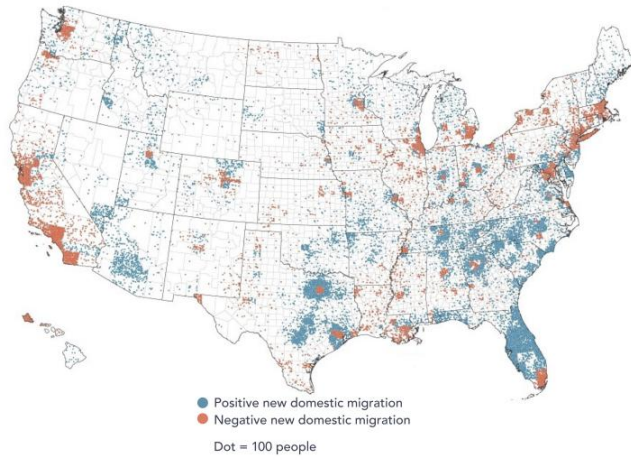 Positive new domestic migration
Negative new domestic migration
Dot = 100 people